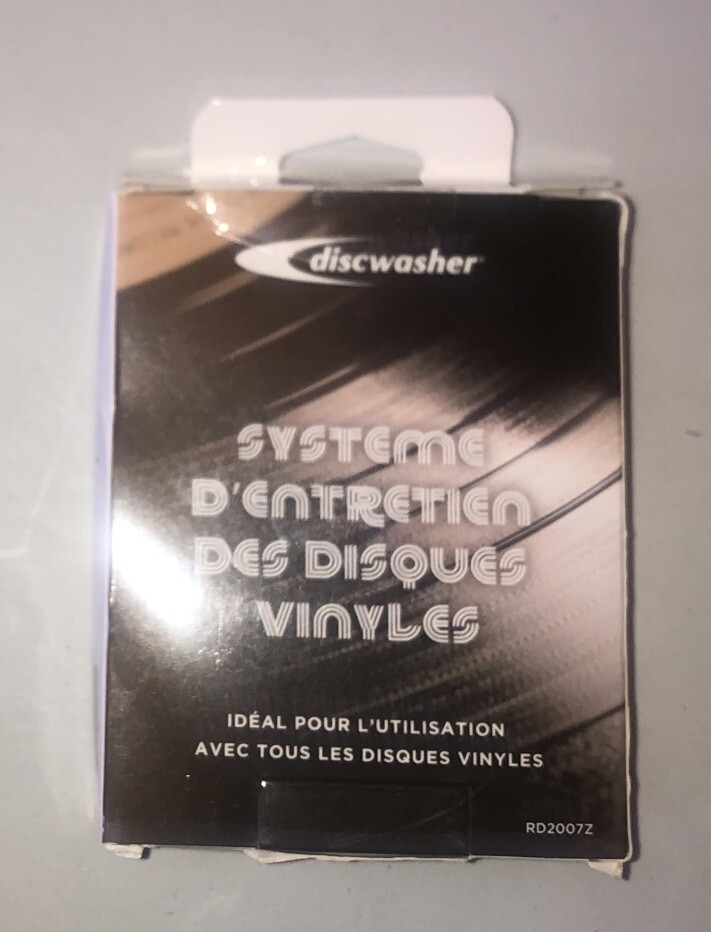 discwasher
SYSTEME
D'ENTRETIEN
DES DISQUES
VINYLES
IDÉAL POUR L'UTILISATION
AVEC TOUS LES DISQUES VINYLES
RD2007Z